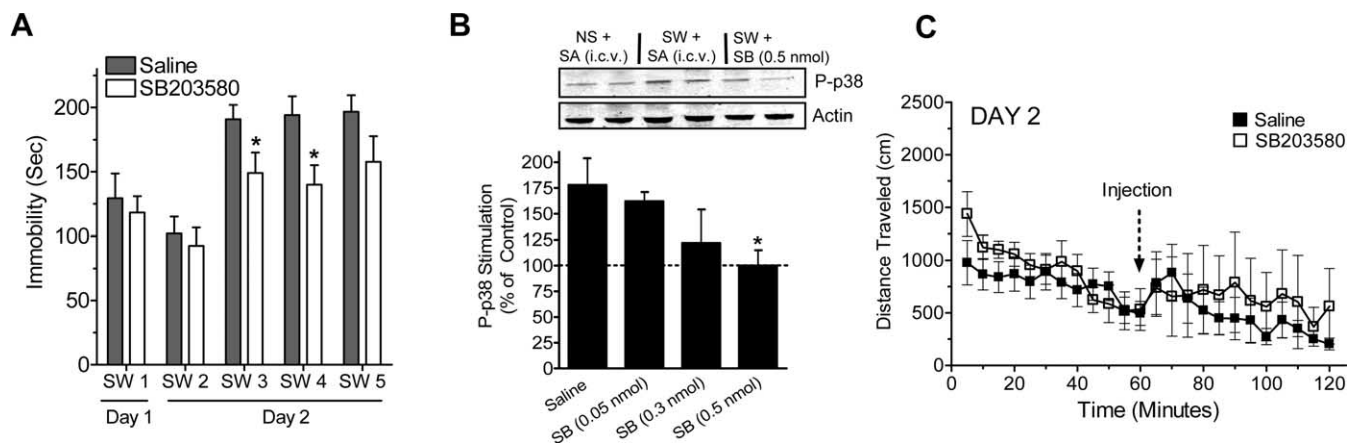 A
Saline
SB203580
Immobility (Sec)
200
150
100
50
0
SW 1 SW 2 SW 3 SW 4 SW 5
* *
Day 1 Day 2
B
NS + SW + SW +
SA (i.c.v.) SA (i.c.v.) SB (0.5 nmol)
P-p38
Actin
P-p38 Stimulation
(% of Control)
200
175
150
125
100
75
50
25
0
*
Saline
SB (0.05 nmol)
SB (0.3 nmol)
SB (0.5 nmol)
C
DAY 2
Saline
SB203580
Injection
Distance Traveled (cm)
2500
2000
1500
1000
500
0
0 20 40 60 80 100 120
Time (Minutes)